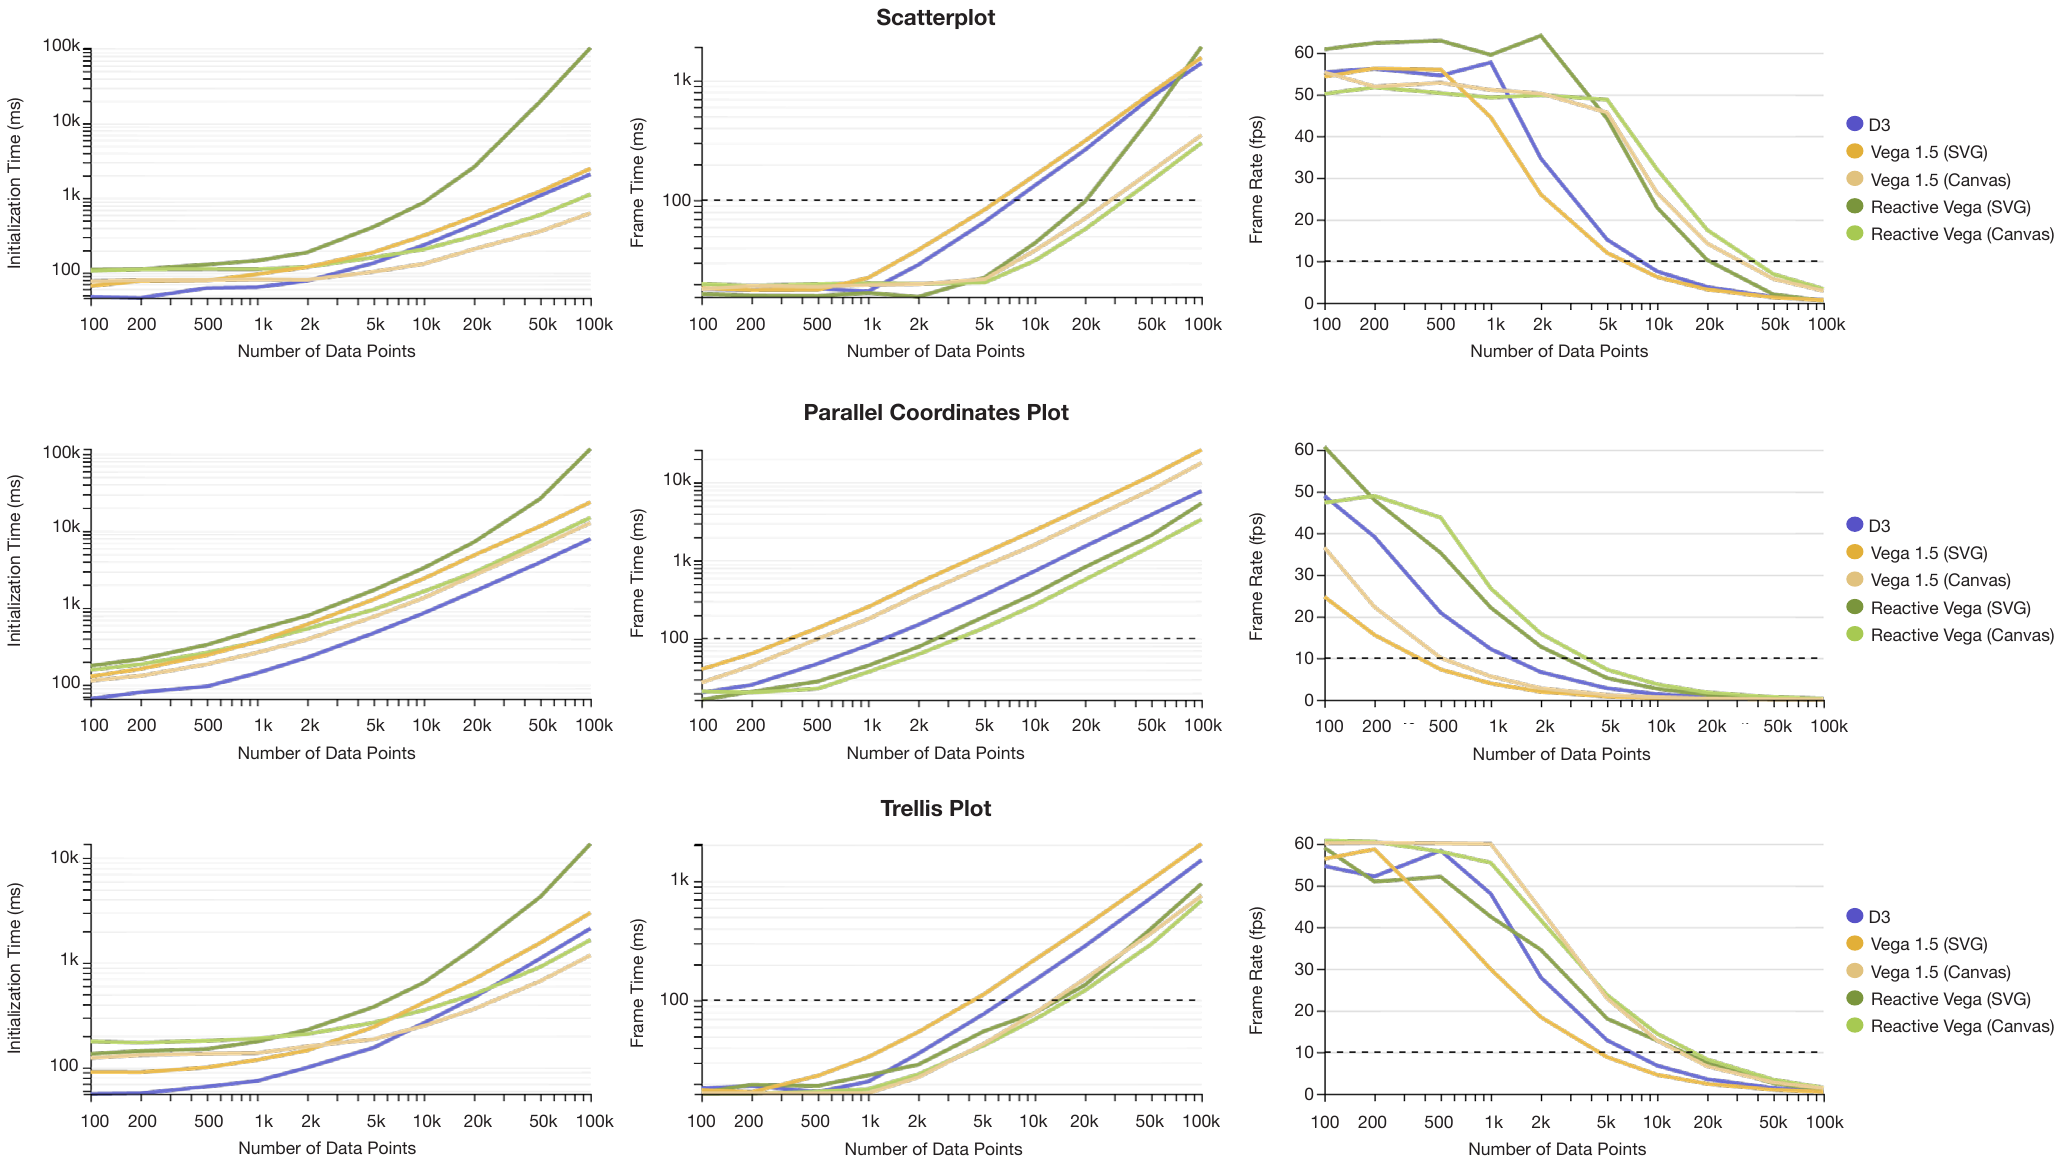 Scatterplot
Initialization Time (ms)
100k
10k
1k
100
100 200 500 1k 2k 5k 10k 20k 50k 100k
Number of Data Points
Frame Time (ms)
1k
100
100 200 500 1k 2k 5k 10k 20k 50k 100k
Number of Data Points
Frame Rate (fps)
60
50
40
30
20
10
0
100 200 500 1k 2k 5k 10k 20k 50k 100k
Number of Data Points
D3
Vega 1.5 (SVG)
Vega 1.5 (Canvas)
Reactive Vega (SVG)
Reactive Vega (Canvas)
Parallel Coordinates Plot
Initialization Time (ms)
100k
10k
1k
100
100 200 500 1k 2k 5k 10k 20k 50k 100k
Number of Data Points
Frame Time (ms)
10k
1k
100
100 200 500 1k 2k 5k 10k 20k 50k 100k
Number of Data Points
Frame Rate (fps)
60
50
40
30
20
10
0
100 200 500 1k 2k 5k 10k 20k 50k 100k
Number of Data Points
D3
Vega 1.5 (SVG)
Vega 1.5 (Canvas)
Reactive Vega (SVG)
Reactive Vega (Canvas)
Trellis Plot
Initialization Time (ms)
10k
1k
100
100 200 500 1k 2k 5k 10k 20k 50k 100k
Number of Data Points
Frame Time (ms)
1k
100
100 200 500 1k 2k 5k 10k 20k 50k 100k
Number of Data Points
Frame Rate (fps)
60
50
40
30
20
10
0
100 200 500 1k 2k 5k 10k 20k 50k 100k
Number of Data Points
D3
Vega 1.5 (SVG)
Vega 1.5 (Canvas)
Reactive Vega (SVG)
Reactive Vega (Canvas)